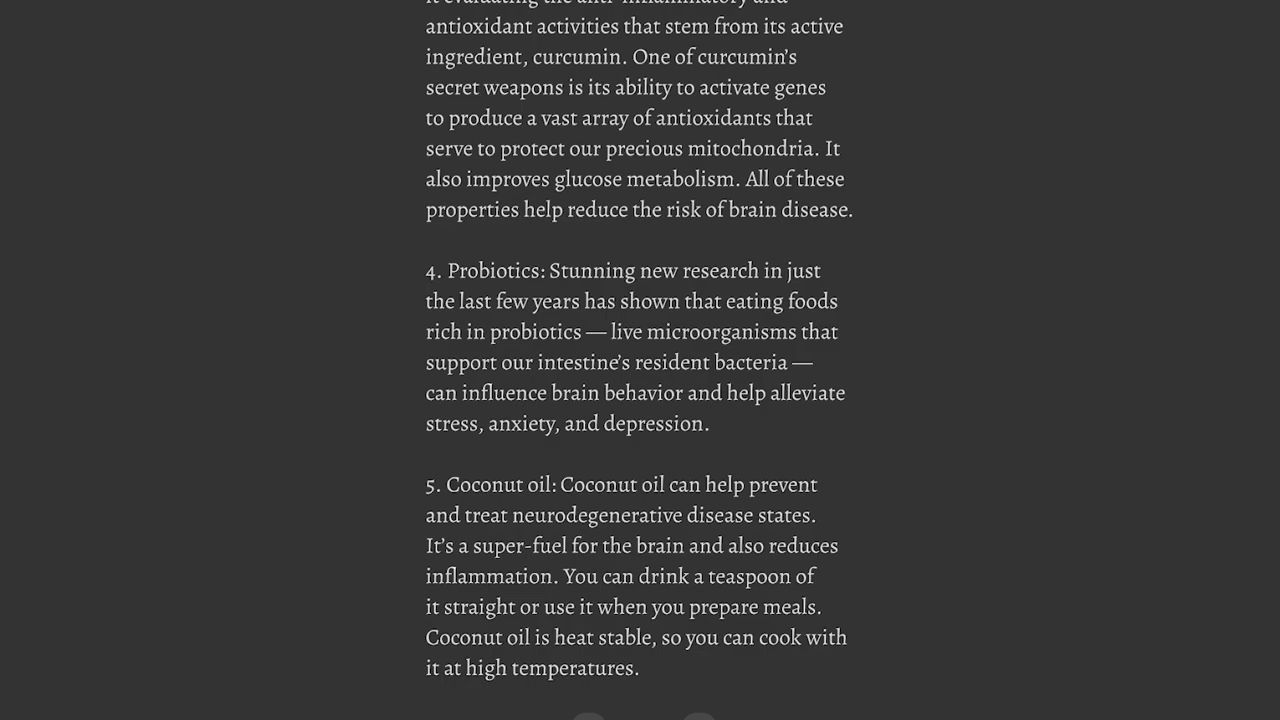 it evaluating the anti-inflammatory and
antioxidant activities that stem from its active
ingredient, curcumin. One of curcumin’s
secret weapons is its ability to activate genes
to produce a vast array of antioxidants that
serve to protect our precious mitochondria. It
also improves glucose metabolism. All of these
properties help reduce the risk of brain disease.
4. Probiotics: Stunning new research in just
the last few years has shown that eating foods
rich in probiotics — live microorganisms that
support our intestine’s resident bacteria —
can influence brain behavior and help alleviate
stress, anxiety, and depression.
5. Coconut oil: Coconut oil can help prevent
and treat neurodegenerative disease states.
It’s a super-fuel for the brain and also reduces
inflammation. You can drink a teaspoon of
it straight or use it when you prepare meals.
Coconut oil is heat stable, so you can cook with
it at high temperatures.